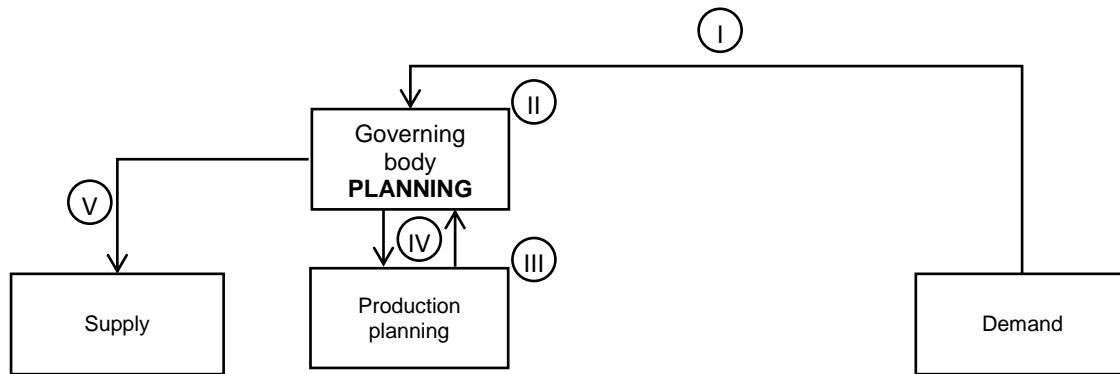 I
II
Governing
body
PLANNING
V
IV
III
Supply
Production
planning
Demand